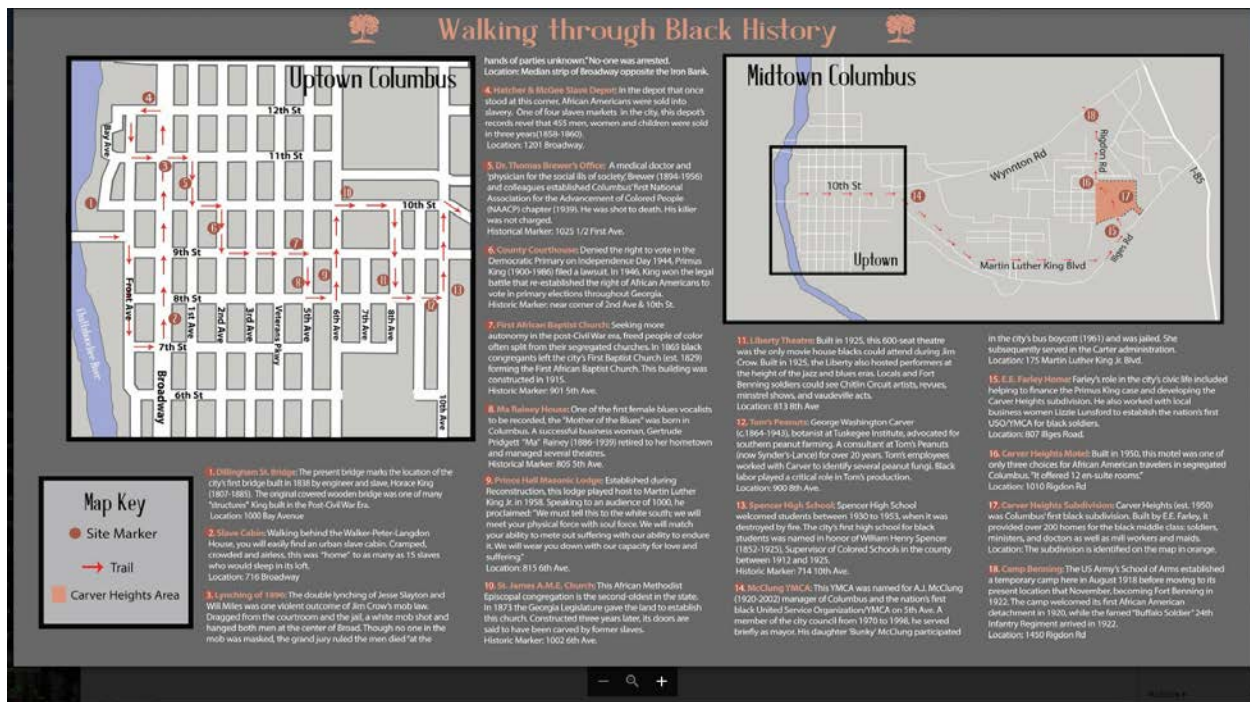 Walking through Black History
Uptown Columbus
12th St
11th St
10th St
9th St
8th St
7th St
6th St
Bay Ave
Front Ave
Broadway
1st Ave
2nd Ave
3rd Ave
Veterans Pkwy
5th Ave
6th Ave
7th Ave
8th Ave
10th Ave
1
2
3
4
5
6
7
8
9
10
11
12
13
Map Key
Site Marker
Trail
Carver Heights Area
1. Dillingham St. Bridge: The present bridge marks the location of the
city's first bridge built in 1838 by engineer and slave, Horace King
(1807-1885). The original covered wooden bridge was one of many
"structures" King built in the Post-Civil War Era.
Location: 1000 Bay Avenue
2. Slave Cabin: Walking behind the Walker-Peter-Langdon
House, you will easily find an urban slave cabin. Cramped,
crowded and airless, this was "home" to as many as 15 slaves
who would sleep in its loft.
Location: 716 Broadway
3. Lynching of 1896: The double lynching of Jesse Slayton and
Will Miles was one violent outcome of Jim Crow's mob law.
Dragged from the courtroom and the jail, a white mob shot and
hanged both men at the center of Broad. Though no one in the
mob was masked, the grand jury ruled the men died "at the
hands of parties unknown." No-one was arrested.
Location: Median strip of Broadway opposite the Iron Bank.
4. Hatcher & McGee Slave Depot: In the depot that once
stood at this corner, African Americans were sold into
slavery. One of four slaves markets in the city, this depot's
records revel that 455 men, women and children were sold
in three years(1858-1860).
Location: 1201 Broadway.
5. Dr. Thomas Brewer's Office: A medical doctor and
'physician for the social ills of society,' Brewer (1894-1956)
and colleagues established Columbus' first National
Association for the Advancement of Colored People
(NAACP) chapter (1939). He was shot to death. His killer
was not charged.
Historical Marker: 1025 1/2 First Ave.
6. County Courthouse: Denied the right to vote in the
Democratic Primary on Independence Day 1944, Primus
King (1900-1986) filed a lawsuit. In 1946, King won the legal
battle that re-established the right of African Americans to
vote in primary elections throughout Georgia.
Historic Marker: near corner of 2nd Ave & 10th St.
7. First African Baptist Church: Seeking more
autonomy in the post-Civil War era, freed people of color
often split from their segregated churches. In 1865 black
congregants left the city's First Baptist Church (est. 1829)
forming the First African Baptist Church. This building was
constructed in 1915.
Historic Marker: 901 5th Ave.
8. Ma Rainey House: One of the first female blues vocalists
to be recorded, the "Mother of the Blues" was born in
Columbus. A successful business woman, Gertrude
Pridgett "Ma" Rainey (1886-1939) retired to her hometown
and managed several theatres.
Historical Marker: 805 5th Ave.
9. Prince Hall Masonic Lodge: Established during
Reconstruction, this lodge played host to Martin Luther
King Jr. in 1958. Speaking to an audience of 1000, he
proclaimed: "We must tell this to the white south; we will
meet your physical force with soul force. We will match
your ability to mete out suffering with our ability to endure
it. We will wear you down with our capacity for love and
suffering."
Location: 815 6th Ave.
10. St. James A.M.E. Church: This African Methodist
Episcopal congregation is the second-oldest in the state.
In 1873 the Georgia Legislature gave the land to establish
this church. Constructed three years later, its doors are
said to have been carved by former slaves.
Historic Marker: 1002 6th Ave.
Midtown Columbus
Wynnton Rd
Rigdon Rd
I-85
10th St
Uptown
Martin Luther King Blvd
Illges Rd
14
15
16
17
18
11. Liberty Theatre: Built in 1925, this 600-seat theatre
was the only movie house blacks could attend during Jim
Crow. Built in 1925, the Liberty also hosted performers at
the height of the jazz and blues eras. Locals and Fort
Benning soldiers could see Chitlin Circuit artists, revues,
minstrel shows, and vaudeville acts.
Location: 813 8th Ave
12. Tom's Peanuts: George Washington Carver
(c.1864-1943), botanist at Tuskegee Institute, advocated for
southern peanut farming. A consultant at Tom's Peanuts
(now Synder's-Lance) for over 20 years. Tom's employees
worked with Carver to identify several peanut fungi. Black
labor played a critical role in Tom's production.
Location: 900 8th Ave.
13. Spencer High School: Spencer High School
welcomed students between 1930 to 1953, when it was
destroyed by fire. The city's first high school for black
students was named in honor of William Henry Spencer
(1852-1925), Supervisor of Colored Schools in the county
between 1912 and 1925.
Historic Marker: 714 10th Ave.
14. McClung YMCA: This YMCA was named for A.J. McClung
(1920-2002) manager of Columbus and the nation's first
black United Service Organization/YMCA on 5th Ave. A
member of the city council from 1970 to 1998, he served
briefly as mayor. His daughter 'Bunky' McClung participated
in the city's bus boycott (1961) and was jailed. She
subsequently served in the Carter administration.
Location: 175 Martin Luther King Jr. Blvd.
15. E.E. Farley Home: Farley's role in the city's civic life included
helping to finance the Primus King case and developing the
Carver Heights subdivision. He also worked with local
business women Lizzie Lunsford to establish the nation's first
USO/YMCA for black soldiers.
Location: 807 Illges Road.
16. Carver Heights Motel: Built in 1950, this motel was one of
only three choices for African American travelers in segregated
Columbus. "It offered 12 en-suite rooms."
Location: 1010 Rigdon Rd
17. Carver Heights Subdivision: Carver Heights (est. 1950)
was Columbus' first black subdivision. Built by E.E. Farley, it
provided over 200 homes for the black middle class: soldiers,
ministers, and doctors as well as mill workers and maids.
Location: The subdivision is identified on the map in orange.
18. Camp Benning: The US Army's School of Arms established
a temporary camp here in August 1918 before moving to its
present location that November, becoming Fort Benning in
1922. The camp welcomed its first African American
detachment in 1920, while the famed "Buffalo Soldier" 24th
Infantry Regiment arrived in 1922.
Location: 1450 Rigdon Rd